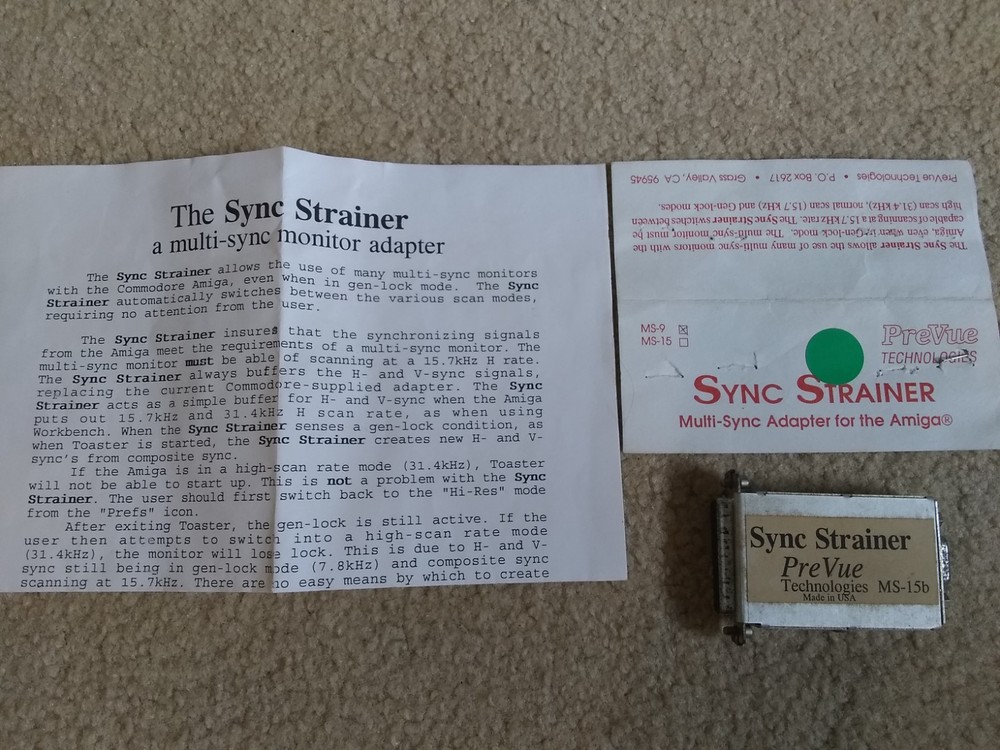 The Sync Strainer
a multi-sync monitor adapter
The Sync Strainer allows the use of many multi-sync monitors
with the Commodore Amiga, even when in gen-lock mode. The Sync
Strainer automatically switches between the various scan modes,
requiring no attention from the user.
The Sync Strainer insures that the synchronizing signals
from the Amiga meet the requirements of a multi-sync monitor. The
multi-sync monitor must be able of scanning at a 15.7kHz H rate.
The Sync Strainer always buffers the H- and V-sync signals,
replacing the current Commodore-supplied adapter. The Sync
Strainer acts as a simple buffer for H- and V-sync when the Amiga
puts out 15.7kHz and 31.4kHz H scan rate, as when using
Workbench. When the Sync Strainer senses a gen-lock condition, as
when Toaster is started, the Sync Strainer creates new H- and V-
sync's from composite sync.
If the Amiga is in a high-scan rate mode (31.4kHz), Toaster
will not be able to start up. This is not a problem with the Sync
Strainer. The user should first switch back to the "Hi-Res" mode
from the "Prefs" icon.
After exiting Toaster, the gen-lock is still active. If the
user then attempts to switch into a high-scan rate mode
(31.4kHz), the monitor will lose lock. This is due to H- and V-
sync still being in gen-lock mode (7.8kHz) and composite sync
scanning at 15.7kHz. There are no easy means by which to create
The Sync Strainer allows the use of many multi-sync monitors with the
Amiga, even when in Gen-lock mode. The multi-sync monitor must be
capable of scanning at a 15.7 kHz rate. The Sync Strainer switches between
high scan (31.4 kHz), normal scan (15.7 kHz) and Gen-lock modes.
PreVue Technologies • P.O. Box 2617 • Grass Valley, CA 95945
MS-9
MS-15
PreVue
TECHNOLOGIES
SYNC STRAINER
Multi-Sync Adapter for the Amiga®
Sync Strainer
PreVue
Technologies MS-15b
Made in USA